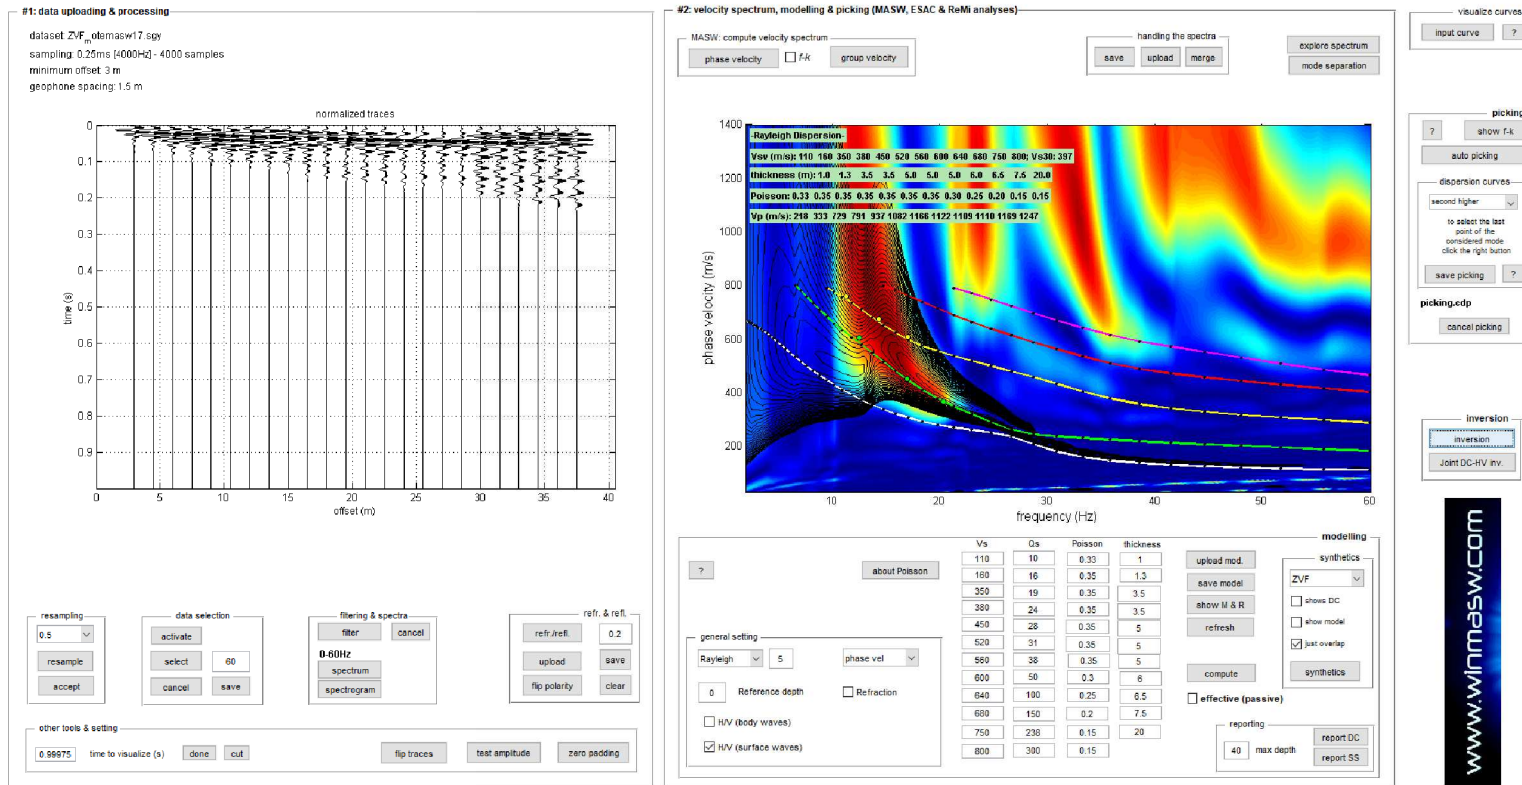 #1: data uploading & processing
dataset: ZVF_motemasw17.sgy
sampling: 0.25ms [4000Hz] - 4000 samples
minimum offset: 3 m
geophone spacing: 1.5 m
normalized traces
0
0.1
0.2
0.3
0.4
0.5
0.6
0.7
0.8
0.9
time (s)
0 5 10 15 20 25 30 35 40
offset (m)
resampling
0.5
resample
accept
data selection
activate
select 60
cancel save
filtering & spectra
filter cancel
0-60Hz
spectrum
spectrogram
refr. & refl.
refr./refl. 0.2
upload save
flip polarity clear
other tools & setting
0.99975 time to visualize (s) done cut flip traces test amplitude zero padding
#2: velocity spectrum, modelling & picking (MASW, ESAC & ReMi analyses)
MASW: compute velocity spectrum
phase velocity f-k group velocity
handling the spectra
save upload merge
explore spectrum
mode separation
-Rayleigh Dispersion-
Vsv (m/s): 110 160 350 380 450 520 560 600 640 680 750 800; Vs30: 397
thickness (m): 1.0 1.3 3.5 3.5 5.0 5.0 5.0 6.0 6.5 7.5 20.0
Poisson: 0.33 0.35 0.35 0.35 0.35 0.35 0.35 0.30 0.25 0.20 0.15 0.15
Vp (m/s): 218 333 729 791 937 1082 1166 1122 1109 1110 1169 1247
1400
1200
1000
800
600
400
200
phase velocity (m/s)
10 20 30 40 50 60
frequency (Hz)
modelling
? about Poisson
Vs Qs Poisson thickness
110 10 0.33 1
160 16 0.35 1.3
350 19 0.35 3.5
380 24 0.35 3.5
450 28 0.35 5
520 31 0.35 5
560 38 0.35 5
600 50 0.3 6
640 100 0.25 6.5
680 150 0.2 7.5
750 238 0.15 20
800 300 0.15
general setting
Rayleigh 5 phase vel
0 Reference depth Refraction
H/V (body waves)
H/V (surface waves)
upload mod.
save model
show M & R
refresh
compute
effective (passive)
synthetics
ZVF
shows DC
show model
just overlap
synthetics
reporting
40 max depth
report DC
report SS
visualize curves
input curve ?
picking
? show f-k
auto picking
dispersion curves
second higher
to select the last
point of the
considered mode
click the right button
save picking ?
picking.cdp
cancel picking
inversion
inversion
Joint DC-HV inv.
www.winmasw.com